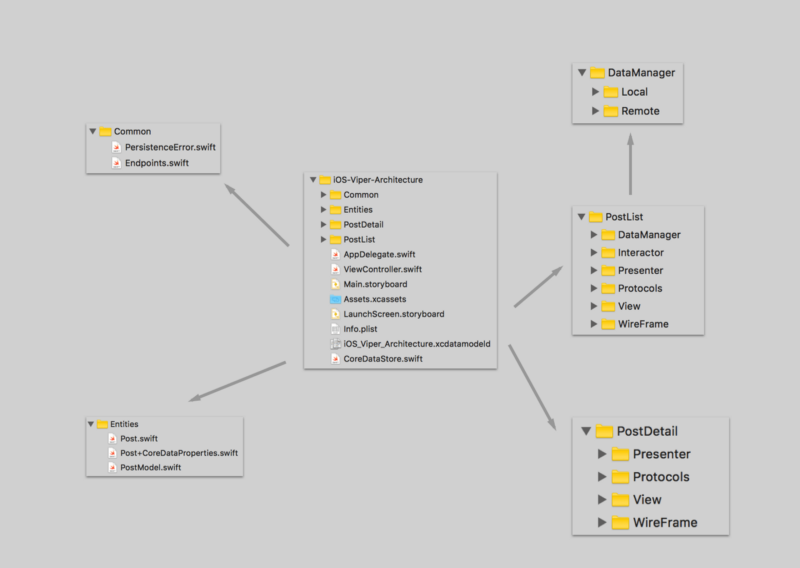 Common
PersistenceError.swift
Endpoints.swift
iOS-Viper-Architecture
Common
Entities
PostDetail
PostList
AppDelegate.swift
ViewController.swift
Main.storyboard
Assets.xcassets
LaunchScreen.storyboard
Info.plist
iOS_Viper_Architecture.xcdatamodeld
CoreDataStore.swift
Entities
Post.swift
Post+CoreDataProperties.swift
PostModel.swift
DataManager
Local
Remote
PostList
DataManager
Interactor
Presenter
Protocols
View
WireFrame
PostDetail
Presenter
Protocols
View
WireFrame